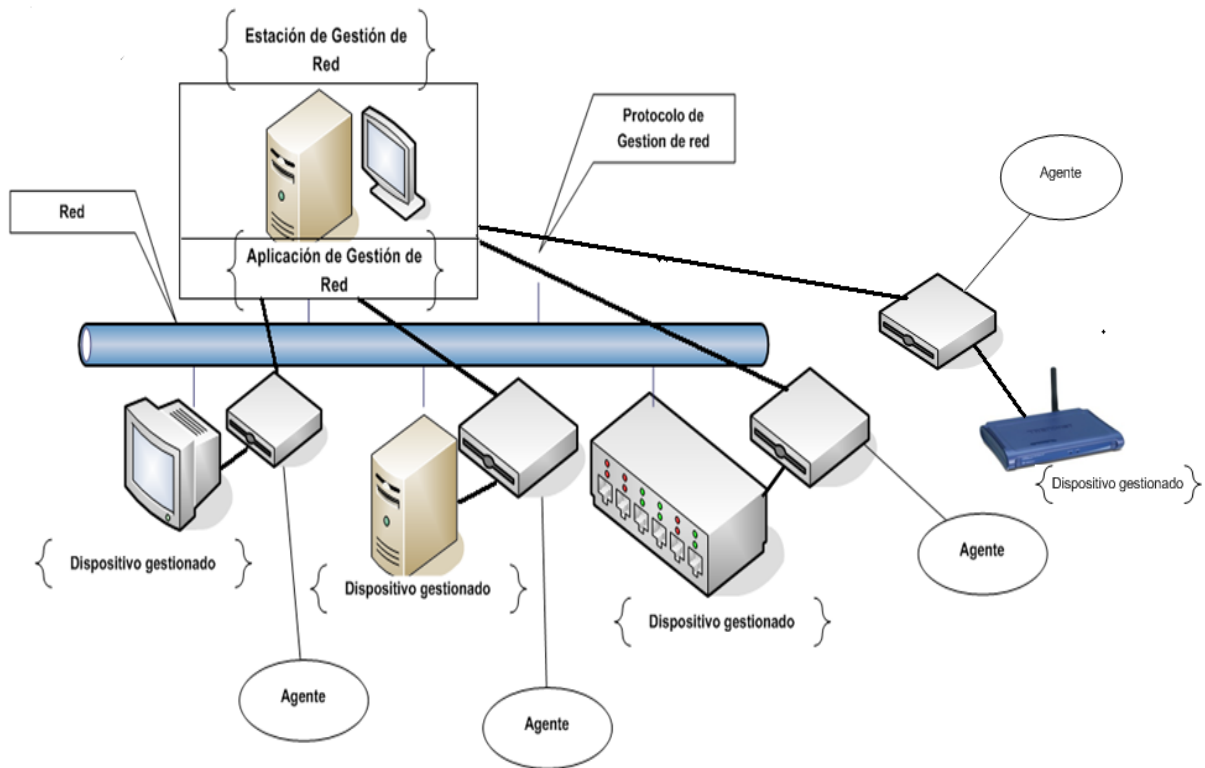 Estación de Gestión de
Red
Protocolo de
Gestion de red
Agente
Red
Aplicación de Gestión de
Red
Dispositivo gestionado
Dispositivo gestionado
Dispositivo gestionado
Dispositivo gestionado
Agente
Agente
Agente